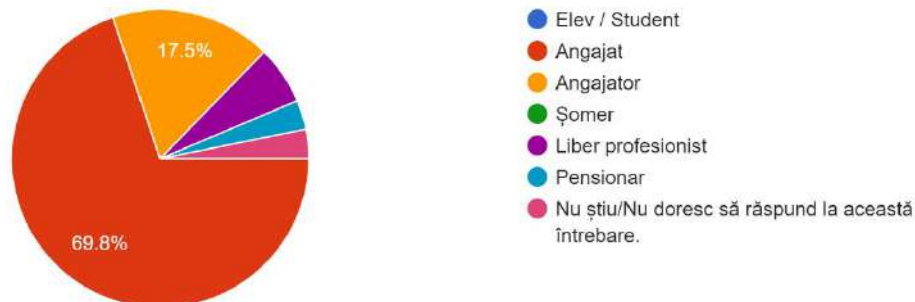 17.5%
69.8%
Elev / Student
Angajat
Angajator
Șomer
Liber profesionist
Pensionar
Nu știu/Nu doresc să răspund la această
întrebare.